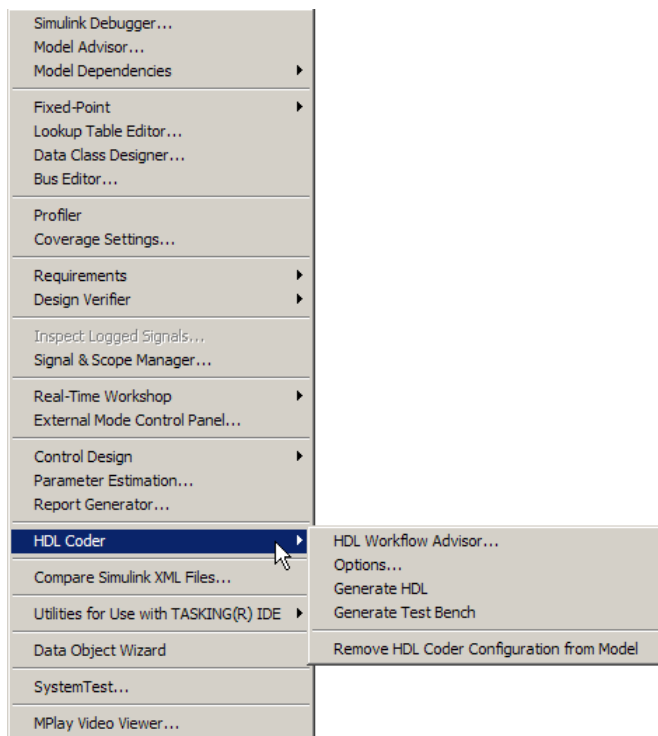 Simulink Debugger...
Model Advisor...
Model Dependencies
Fixed-Point
Lookup Table Editor...
Data Class Designer...
Bus Editor...
Profiler
Coverage Settings...
Requirements
Design Verifier
Inspect Logged Signals...
Signal & Scope Manager...
Real-Time Workshop
External Mode Control Panel...
Control Design
Parameter Estimation...
Report Generator...
HDL Coder
Compare Simulink XML Files...
Utilities for Use with TASKING(R) IDE
Data Object Wizard
SystemTest...
MPlay Video Viewer...
HDL Workflow Advisor...
Options...
Generate HDL
Generate Test Bench
Remove HDL Coder Configuration from Model